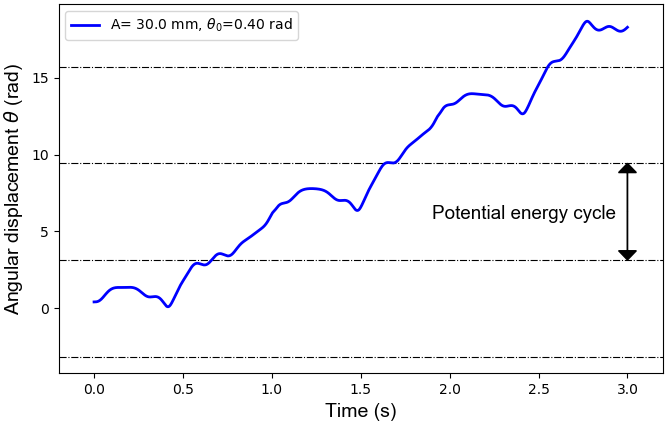 A= 30.0 mm, θ₀=0.40 rad
Angular displacement θ (rad)
15
10
5
0
Potential energy cycle
0.0 0.5 1.0 1.5 2.0 2.5 3.0
Time (s)